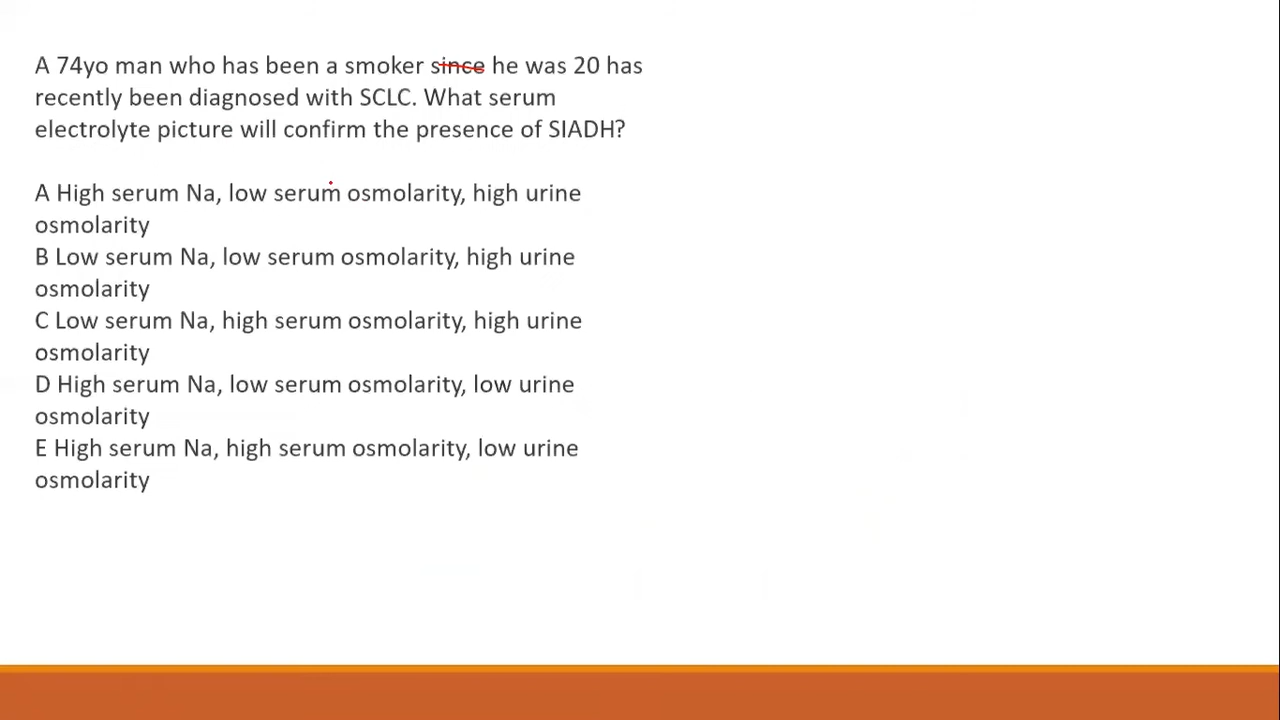 A 74yo man who has been a smoker since he was 20 has
recently been diagnosed with SCLC. What serum
electrolyte picture will confirm the presence of SIADH?
A High serum Na, low serum osmolarity, high urine
osmolarity
B Low serum Na, low serum osmolarity, high urine
osmolarity
C Low serum Na, high serum osmolarity, high urine
osmolarity
D High serum Na, low serum osmolarity, low urine
osmolarity
E High serum Na, high serum osmolarity, low urine
osmolarity